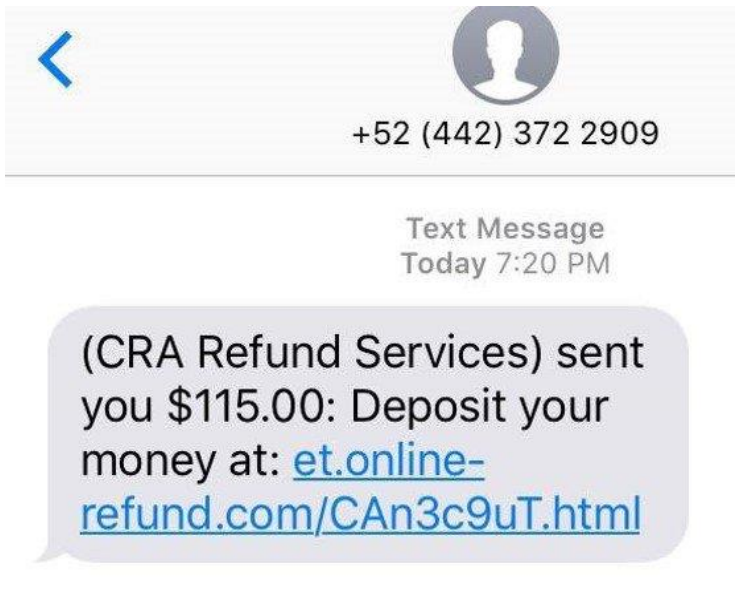 +52 (442) 372 2909
Text Message
Today 7:20 PM
(CRA Refund Services) sent
you $115.00: Deposit your
money at: et.online-
refund.com/CAn3c9uT.html